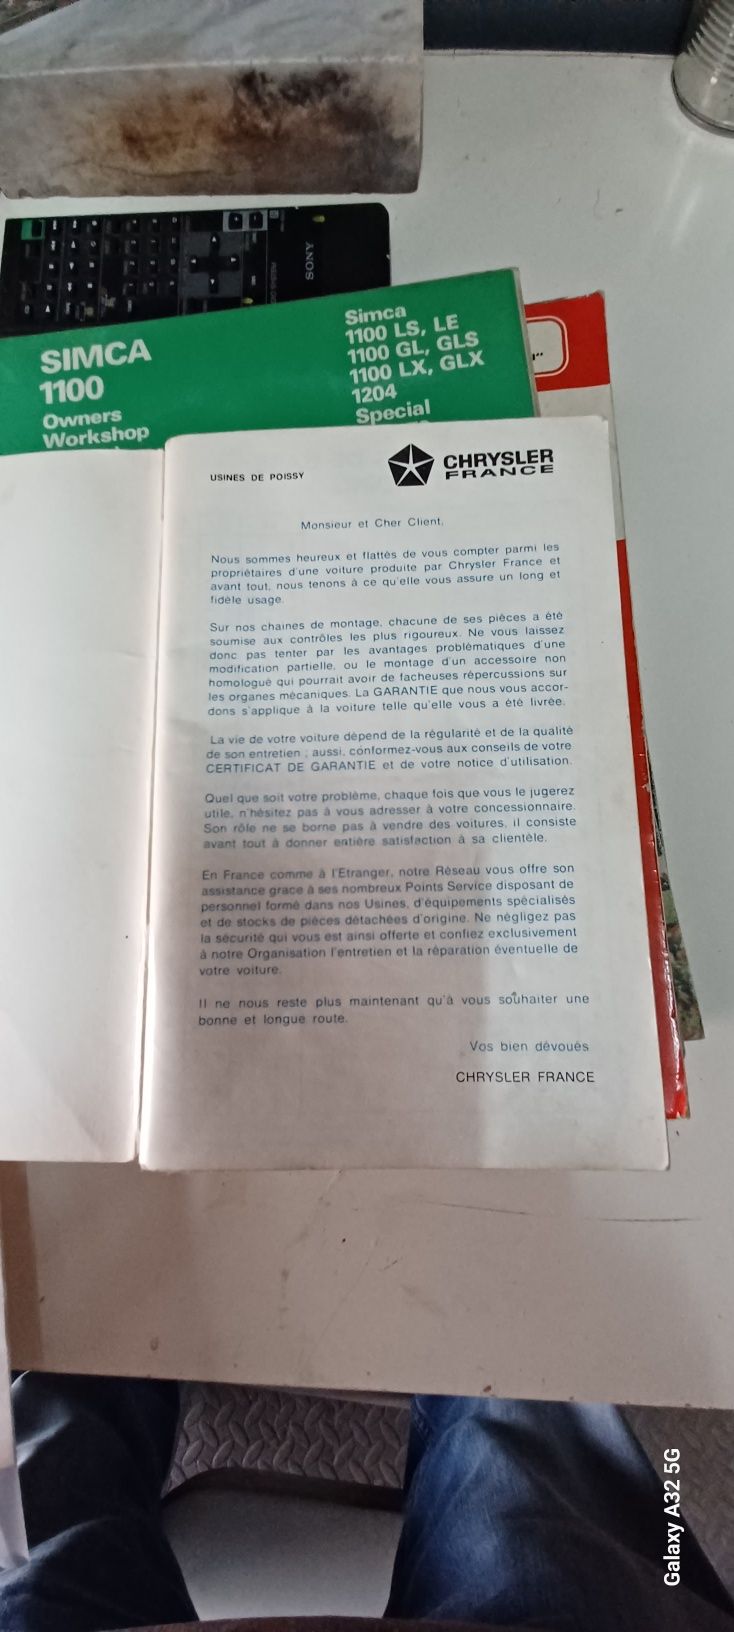 SONY
SIMCA
1100
Owners
Workshop
Simca
1100 LS, LE
1100 GL, GLS
1100 LX, GLX
1204
Special
USINES DE POISSY
CHRYSLER
FRANCE
Monsieur et Cher Client,
Nous sommes heureux et flattés de vous compter parmi les
propriétaires d'une voiture produite par Chrysler France et
avant tout, nous tenons à ce qu'elle vous assure un long et
fidèle usage.
Sur nos chaines de montage, chacune de ses pièces a été
soumise aux contrôles les plus rigoureux. Ne vous laissez
donc pas tenter par les avantages problématiques d'une
modification partielle, ou le montage d'un accessoire non
homologué qui pourrait avoir de facheuses répercussions sur
les organes mécaniques. La GARANTIE que nous vous accor-
dons s'applique à la voiture telle qu'elle vous a été livrée.
La vie de votre voiture dépend de la régularité et de la qualité
de son entretien ; aussi, conformez-vous aux conseils de votre
CERTIFICAT DE GARANTIE et de votre notice d'utilisation.
Quel que soit votre problème, chaque fois que vous le jugerez
utile, n'hésitez pas à vous adresser à votre concessionnaire.
Son rôle ne se borne pas à vendre des voitures, il consiste
avant tout à donner entière satisfaction à sa clientèle.
En France comme à l'Etranger, notre Réseau vous offre son
assistance grace à ses nombreux Points Service disposant de
personnel formé dans nos Usines, d'équipements spécialisés
et de stocks de pièces détachées d'origine. Ne négligez pas
la sécurité qui vous est ainsi offerte et confiez exclusivement
à notre Organisation l'entretien et la réparation éventuelle de
votre voiture.
Il ne nous reste plus maintenant qu'à vous souhaiter une
bonne et longue route.
Vos bien dévoués
CHRYSLER FRANCE
Galaxy A32 5G